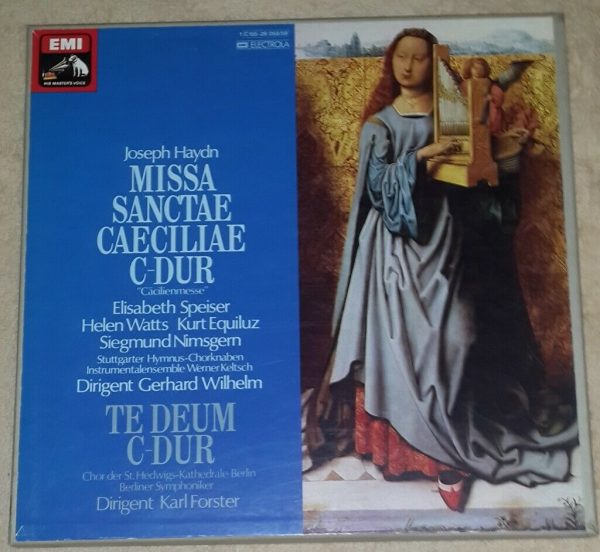 EMI
HIS MASTER'S VOICE
EMI ELECTROLA
Joseph Haydn
MISSA
SANCTAE
CAECILIAE
C-DUR
"Cäcilienmesse"
Elisabeth Speiser
Helen Watts Kurt Equiluz
Siegmund Nimsgern
Stuttgarter Hymnus-Chorknaben
Instrumentalensemble Werner Keltsch
Dirigent Gerhard Wilhelm
TE DEUM
C-DUR
Chor der St. Hedwigs-Kathedrale Berlin
Berliner Symphoniker
Dirigent Karl Forster